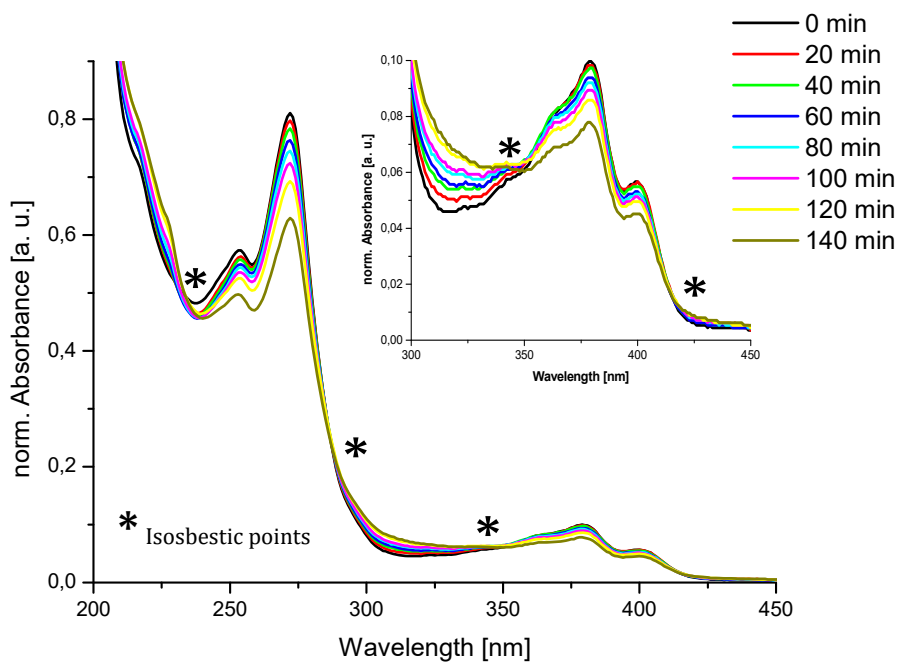 0 min
20 min
40 min
60 min
80 min
100 min
120 min
140 min
norm. Absorbance [a. u.]
0,8
0,6
0,4
0,2
0,0
200
250
300
350
400
450
Wavelength [nm]
* Isosbestic points
*
*
*
norm. Absorbance [a. u.]
0,10
0,08
0,06
0,04
0,02
0,00
300
350
400
450
Wavelength [nm]
*
*